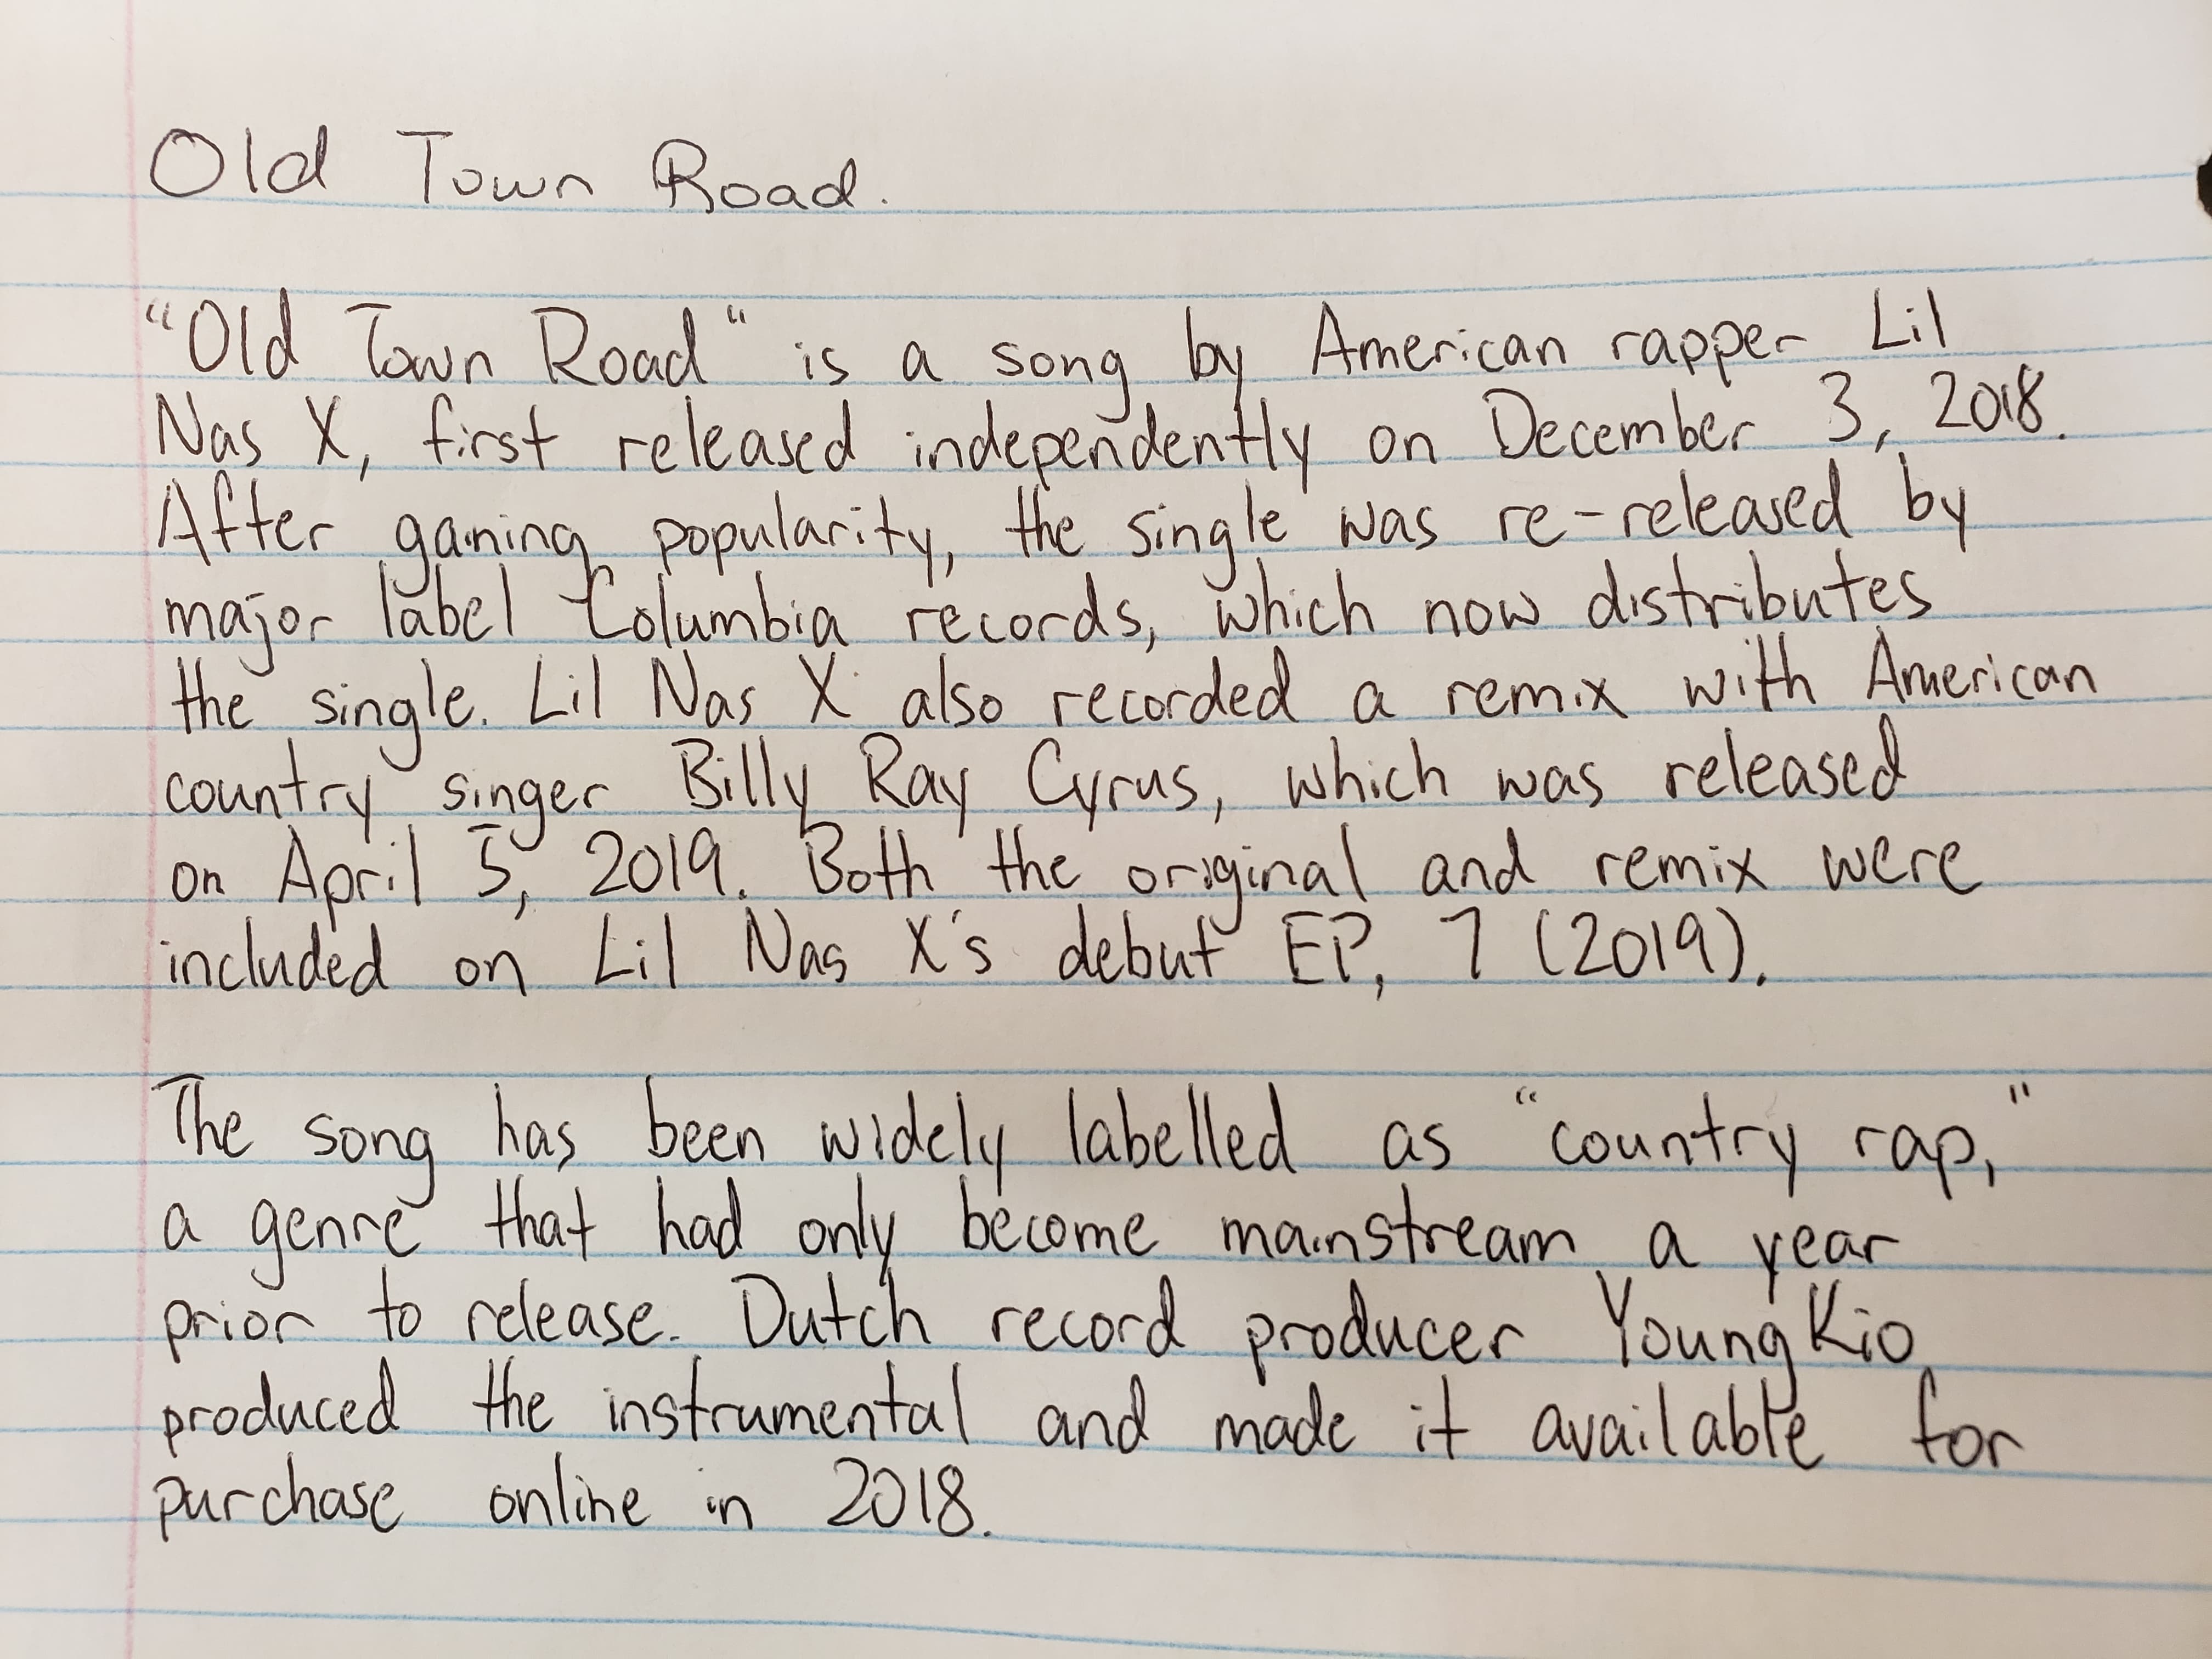 Old Town Road.
"Old Town Road" is a song by American rapper Lil
Nas X, first released independently on December 3, 2018.
After gaining popularity, the single was re-released by
major label Columbia records, which now distributes
the single. Lil Nas X also recorded a remix with American
country singer Billy Ray Cyrus, which was released
on April 5, 2019. Both the original and remix were
included on Lil Nas X's debut EP, 7 (2019).
The song has been widely labelled as "country rap,"
a genre that had only become mainstream a year
prior to release. Dutch record producer YoungKio
produced the instrumental and made it available for
purchase online in 2018.